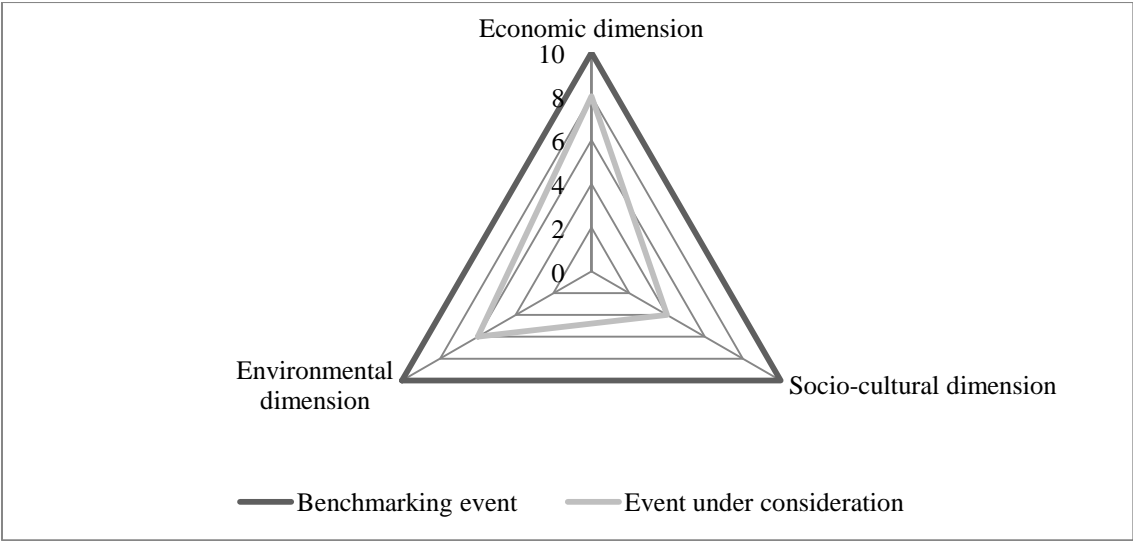 Economic dimension
10
8
6
4
2
0
Environmental
dimension
Socio-cultural dimension
Benchmarking event
Event under consideration